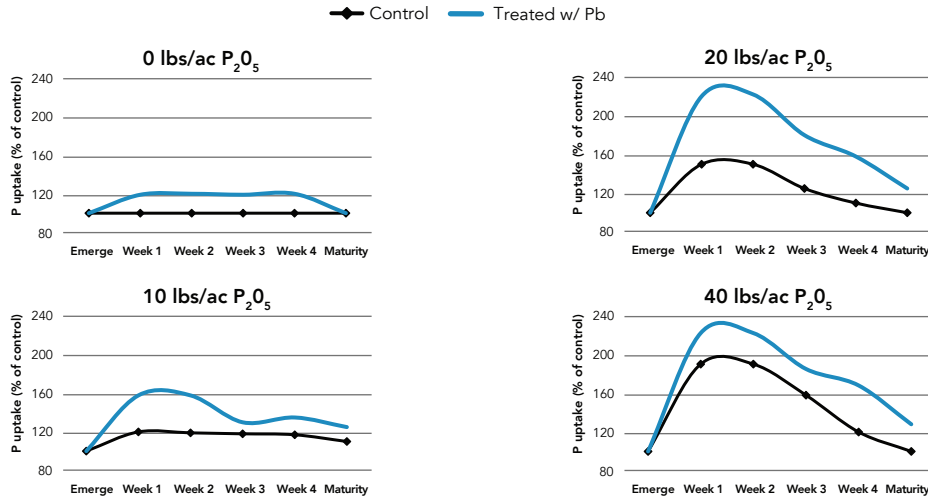 Control Treated w/ Pb
0 lbs/ac P₂0₅
P uptake (% of control)
240
200
160
120
80
Emerge Week 1 Week 2 Week 3 Week 4 Maturity
20 lbs/ac P₂0₅
P uptake (% of control)
240
200
160
120
80
Emerge Week 1 Week 2 Week 3 Week 4 Maturity
10 lbs/ac P₂0₅
P uptake (% of control)
240
200
160
120
80
Emerge Week 1 Week 2 Week 3 Week 4 Maturity
40 lbs/ac P₂0₅
P uptake (% of control)
240
200
160
120
80
Emerge Week 1 Week 2 Week 3 Week 4 Maturity